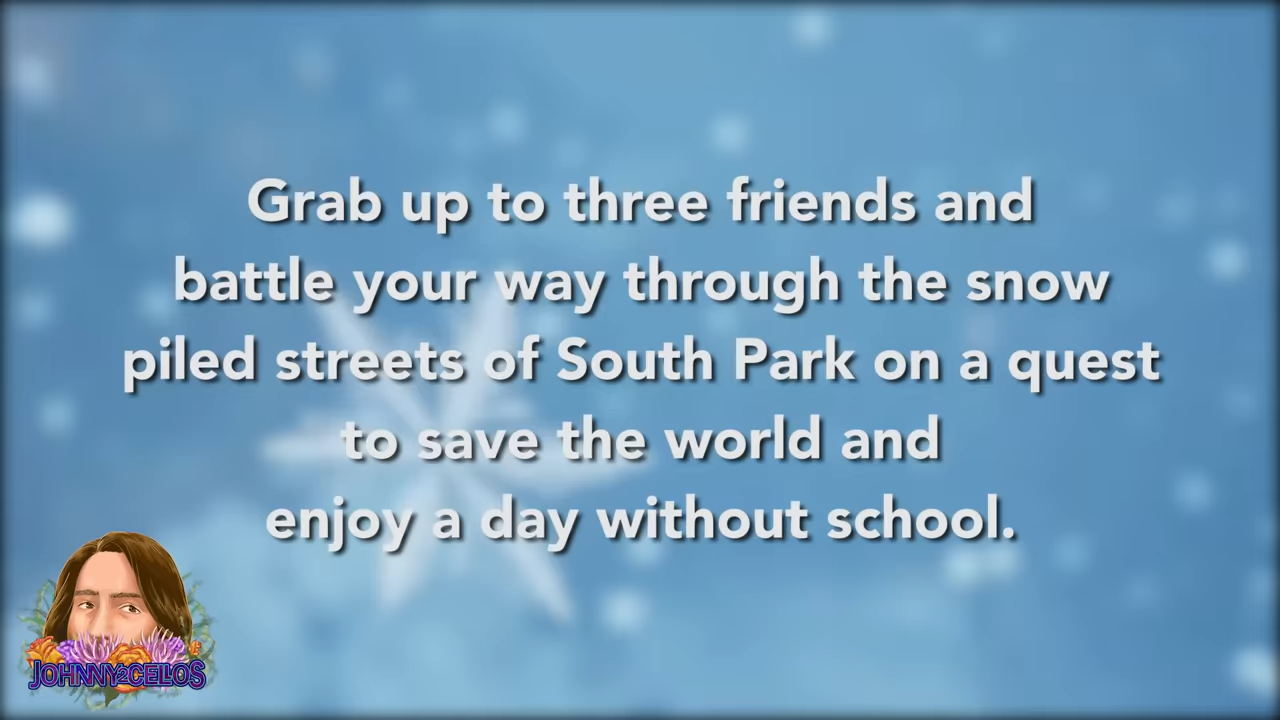 Grab up to three friends and
battle your way through the snow
piled streets of South Park on a quest
to save the world and
enjoy a day without school.
JOHNNY2CELLOS